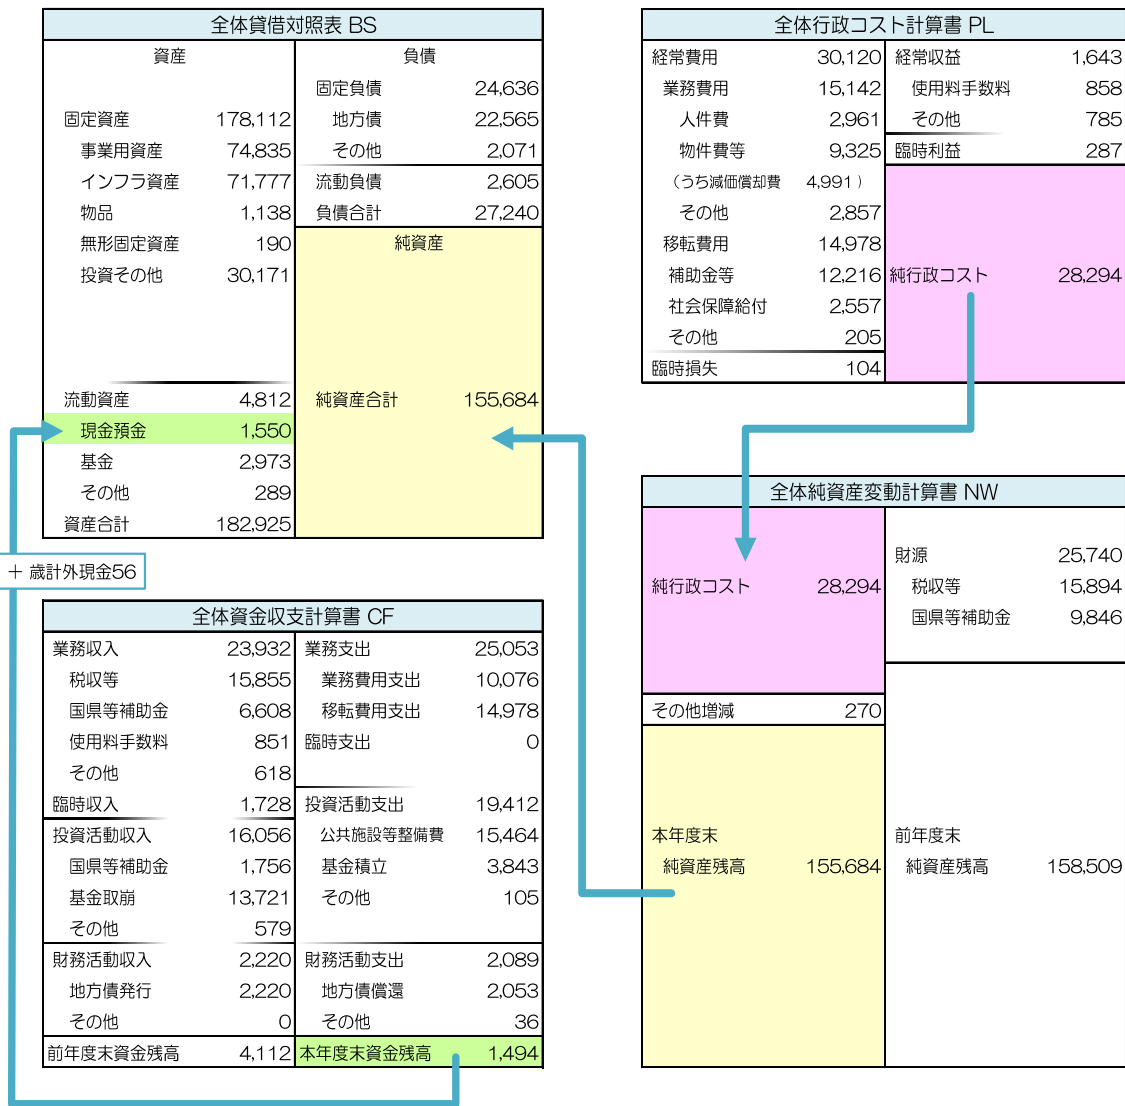 全体貸借対照表 BS
資産 負債
固定負債 24,636
固定資産 178,112 地方債 22,565
事業用資産 74,835 その他 2,071
インフラ資産 71,777 流動負債 2,605
物品 1,138 負債合計 27,240
無形固定資産 190 純資産
投資その他 30,171
流動資産 4,812 純資産合計 155,684
現金預金 1,550
基金 2,973
その他 289
資産合計 182,925
＋ 歳計外現金56
全体資金収支計算書 CF
業務収入 23,932 業務支出 25,053
税収等 15,855 業務費用支出 10,076
国県等補助金 6,608 移転費用支出 14,978
使用料手数料 851 臨時支出 0
その他 618
臨時収入 1,728 投資活動支出 19,412
投資活動収入 16,056 公共施設等整備費 15,464
国県等補助金 1,756 基金積立 3,843
基金取崩 13,721 その他 105
その他 579
財務活動収入 2,220 財務活動支出 2,089
地方債発行 2,220 地方債償還 2,053
その他 0 その他 36
前年度末資金残高 4,112 本年度末資金残高 1,494
全体行政コスト計算書 PL
経常費用 30,120 経常収益 1,643
業務費用 15,142 使用料手数料 858
人件費 2,961 その他 785
物件費等 9,325 臨時利益 287
（うち減価償却費 4,991 ）
その他 2,857
移転費用 14,978
補助金等 12,216 純行政コスト 28,294
社会保障給付 2,557
その他 205
臨時損失 104
全体純資産変動計算書 NW
財源 25,740
純行政コスト 28,294 税収等 15,894
国県等補助金 9,846
その他増減 270
本年度末 前年度末
純資産残高 155,684 純資産残高 158,509